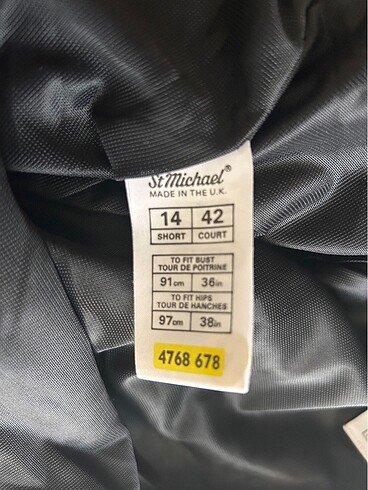 St Michael®
MADE IN THE U.K.
14 42
SHORT COURT
TO FIT BUST
TOUR DE POITRINE
91cm 36in
TO FIT HIPS
TOUR DE HANCHES
97cm 38in
4768 678